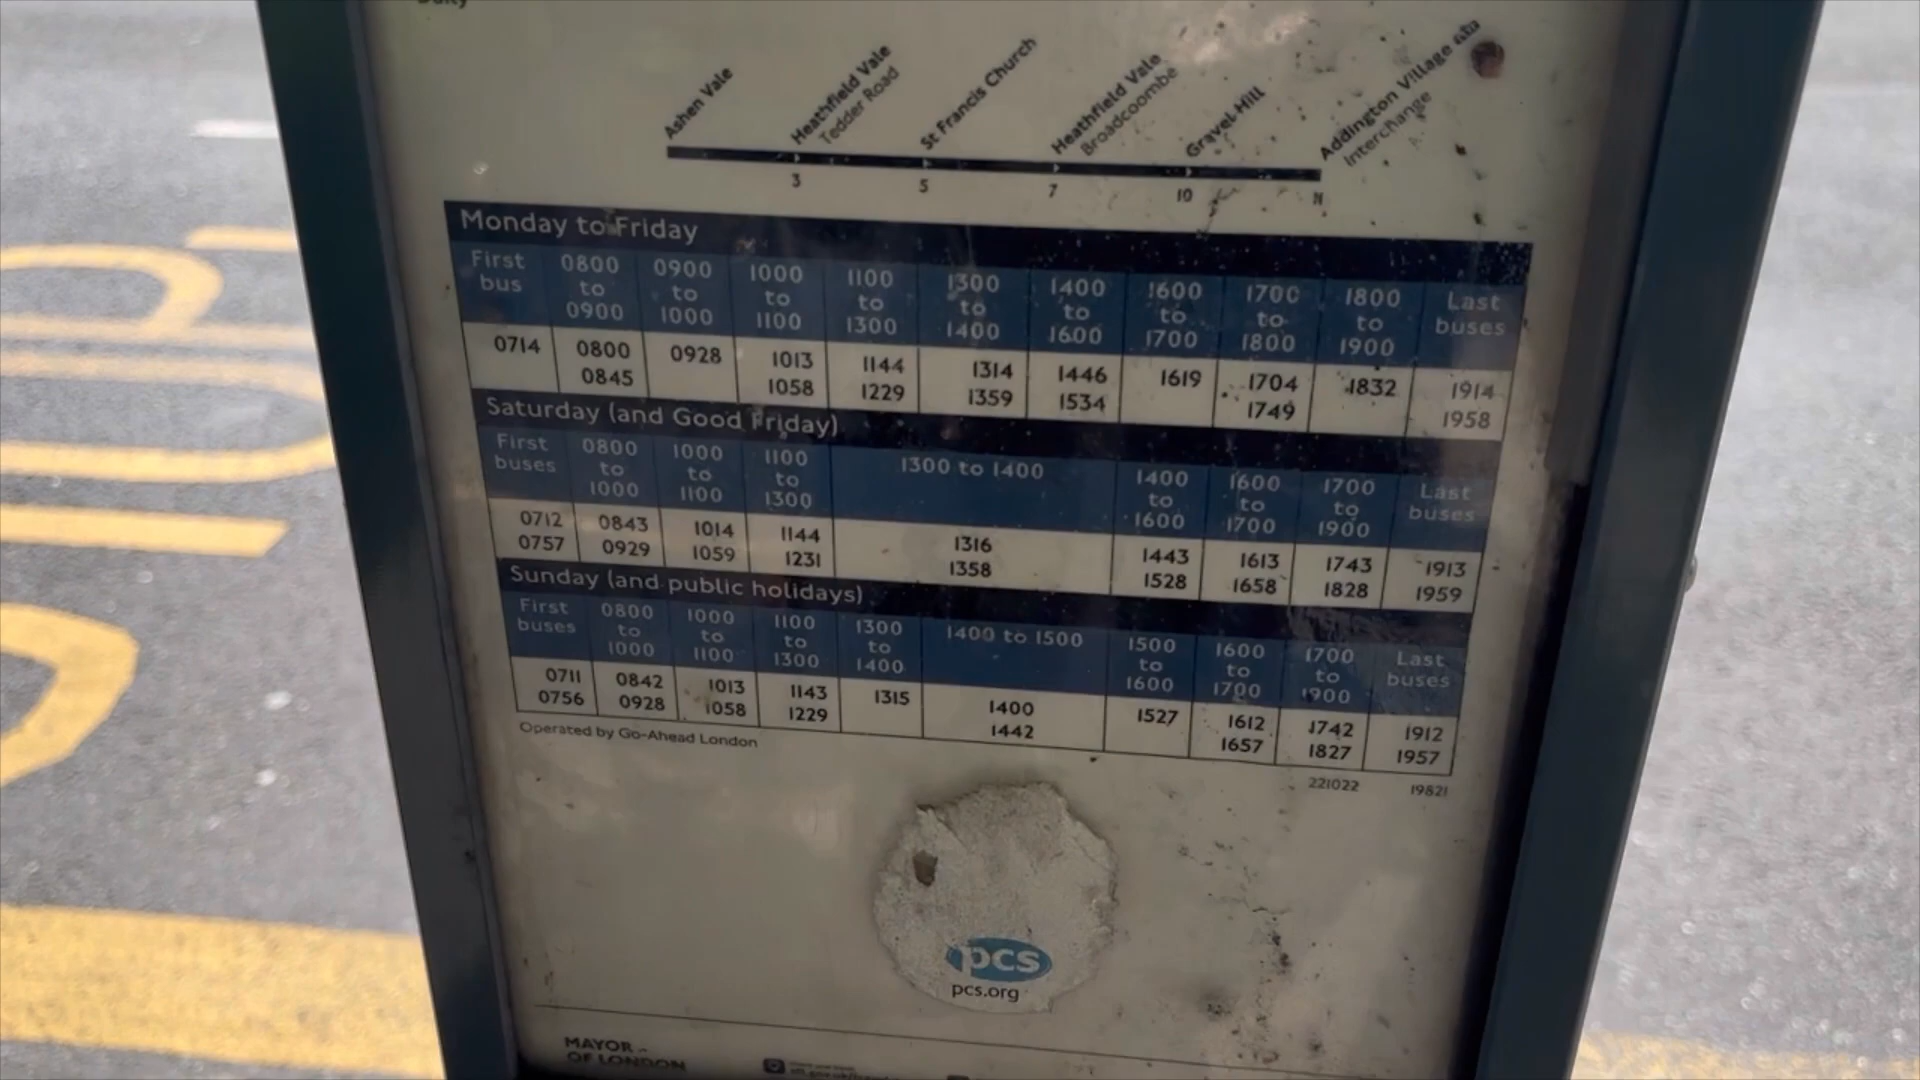 Daily
Ashen Vale
Heathfield Vale
Tedder Road
St Francis Church
Heathfield Vale
Broadcoombe
Gravel Hill
Addington Village
Interchange
3 5 7 10 N
Monday to Friday
First bus 0800 to 0900 0900 to 1000 1000 to 1100 1100 to 1300 1300 to 1400 1400 to 1600 1600 to 1700 1700 to 1800 1800 to 1900 Last buses
0714 0800 0928 1013 1144 1314 1446 1619 1704 1832 1914
0845 1058 1229 1359 1534 1749 1958
Saturday (and Good Friday)
First buses 0800 to 1000 1000 to 1100 1100 to 1300 1300 to 1400 1400 to 1600 1600 to 1700 1700 to 1900 Last buses
0712 0843 1014 1144 1316 1443 1613 1743 1913
0757 0929 1059 1231 1358 1528 1658 1828 1959
Sunday (and public holidays)
First buses 0800 to 1000 1000 to 1100 1100 to 1300 1300 to 1400 1400 to 1500 1500 to 1600 1600 to 1700 1700 to 1900 Last buses
0711 0842 1013 1143 1315 1400 1527 1612 1742 1912
0756 0928 1058 1229 1442 1657 1827 1957
Operated by Go-Ahead London
221022 19821
pcs
pcs.org
MAYOR
OF LONDON